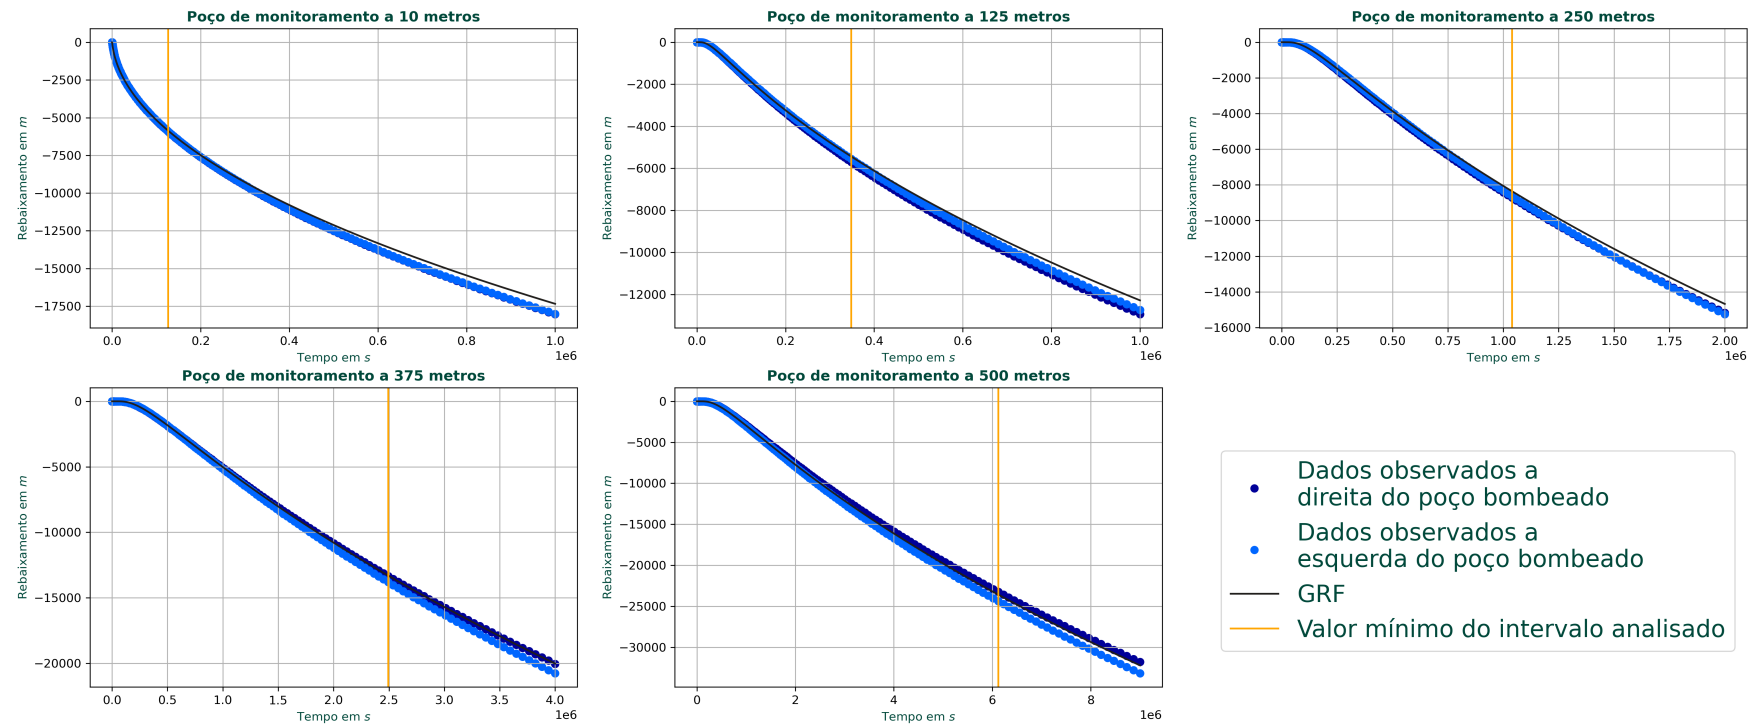 Poço de monitoramento a 10 metros
Rebaixamento em m
0
−2500
−5000
−7500
−10000
−12500
−15000
−17500
0.0 0.2 0.4 0.6 0.8 1.0
1e6
Tempo em s
Poço de monitoramento a 125 metros
Rebaixamento em m
0
−2000
−4000
−6000
−8000
−10000
−12000
0.0 0.2 0.4 0.6 0.8 1.0
1e6
Tempo em s
Poço de monitoramento a 250 metros
Rebaixamento em m
0
−2000
−4000
−6000
−8000
−10000
−12000
−14000
−16000
0.00 0.25 0.50 0.75 1.00 1.25 1.50 1.75 2.00
1e6
Tempo em s
Poço de monitoramento a 375 metros
Rebaixamento em m
0
−5000
−10000
−15000
−20000
0.0 0.5 1.0 1.5 2.0 2.5 3.0 3.5 4.0
1e6
Tempo em s
Poço de monitoramento a 500 metros
Rebaixamento em m
0
−5000
−10000
−15000
−20000
−25000
−30000
0 2 4 6 8
1e6
Tempo em s
Dados observados a
direita do poço bombeado
Dados observados a
esquerda do poço bombeado
GRF
Valor mínimo do intervalo analisado